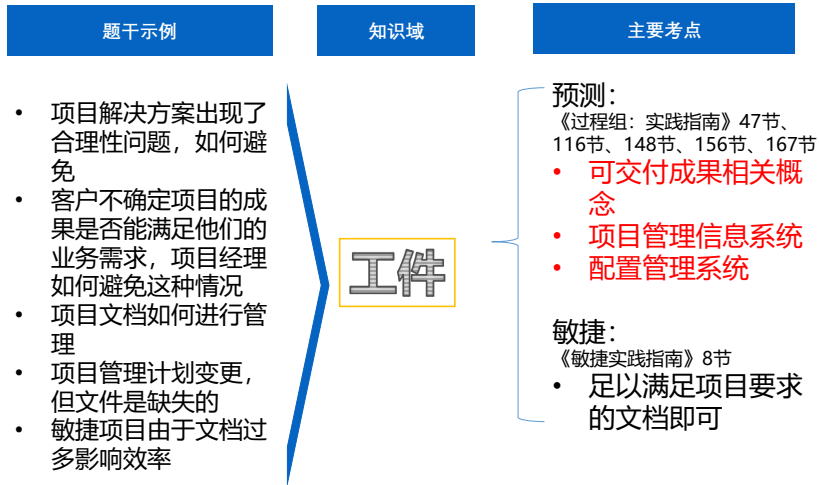 题干示例
知识域
主要考点
• 项目解决方案出现了
合理性问题，如何避
免
• 客户不确定项目的成
果是否能满足他们的
业务需求，项目经理
如何避免这种情况
• 项目文档如何进行管
理
• 项目管理计划变更，
但文件是缺失的
• 敏捷项目由于文档过
多影响效率
工件
预测：
《过程组：实践指南》47节、
116节、148节、156节、167节
• 可交付成果相关概
念
• 项目管理信息系统
• 配置管理系统
敏捷：
《敏捷实践指南》8节
• 足以满足项目要求
的文档即可